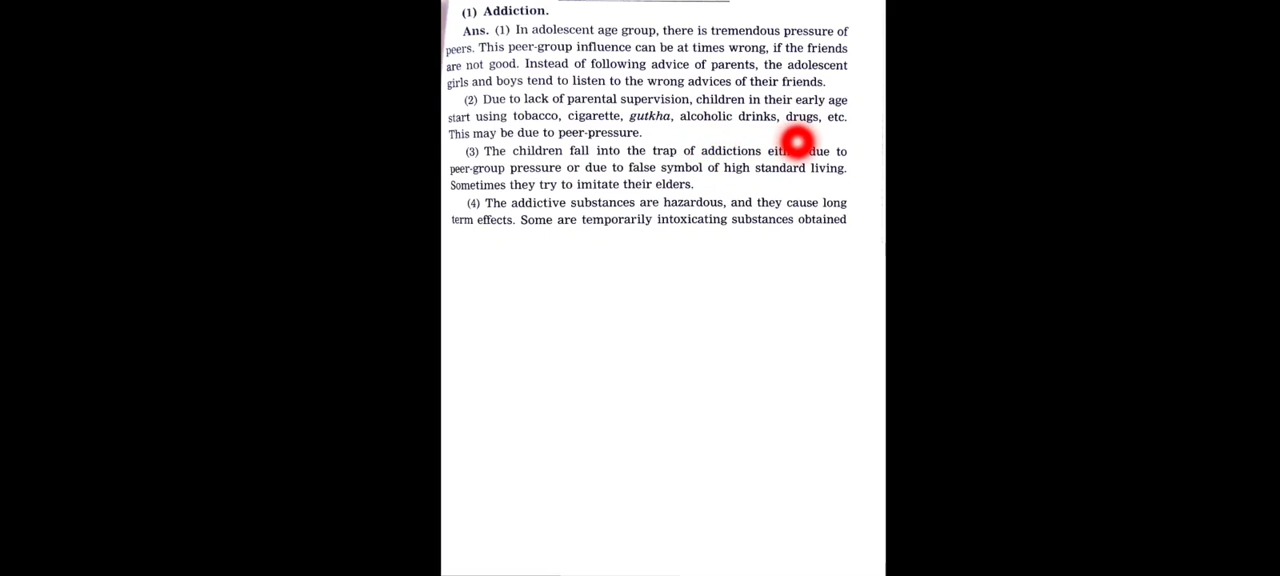 (1) Addiction.
Ans. (1) In adolescent age group, there is tremendous pressure of
peers. This peer-group influence can be at times wrong, if the friends
are not good. Instead of following advice of parents, the adolescent
girls and boys tend to listen to the wrong advices of their friends.
(2) Due to lack of parental supervision, children in their early age
start using tobacco, cigarette, gutkha, alcoholic drinks, drugs, etc.
This may be due to peer-pressure.
(3) The children fall into the trap of addictions due to
peer-group pressure or due to false symbol of high standard living.
Sometimes they try to imitate their elders.
(4) The addictive substances are hazardous, and they cause long
term effects. Some are temporarily intoxicating substances obtained